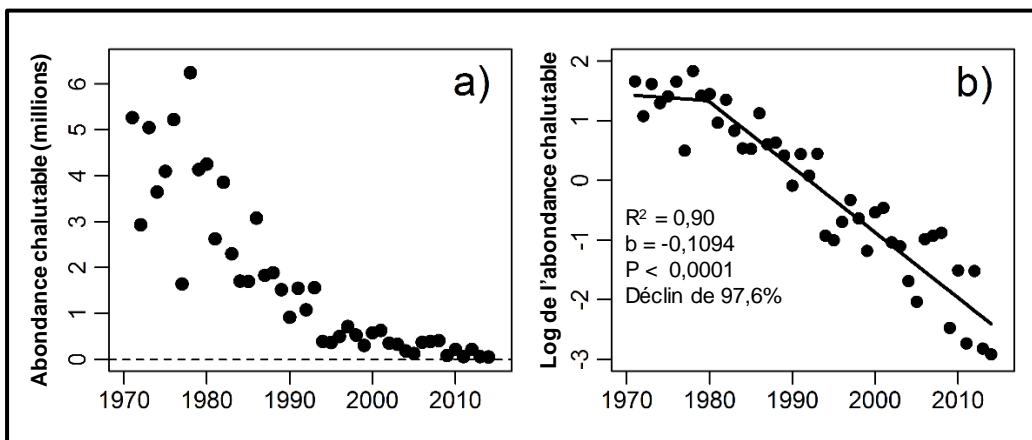 a)
Abondance chalutable (millions)
6
5
4
3
2
1
0
1970 1980 1990 2000 2010
b)
Log de l'abondance chalutable
2
1
0
-1
-2
-3
R² = 0,90
b = -0,1094
P < 0,0001
Déclin de 97,6%
1970 1980 1990 2000 2010